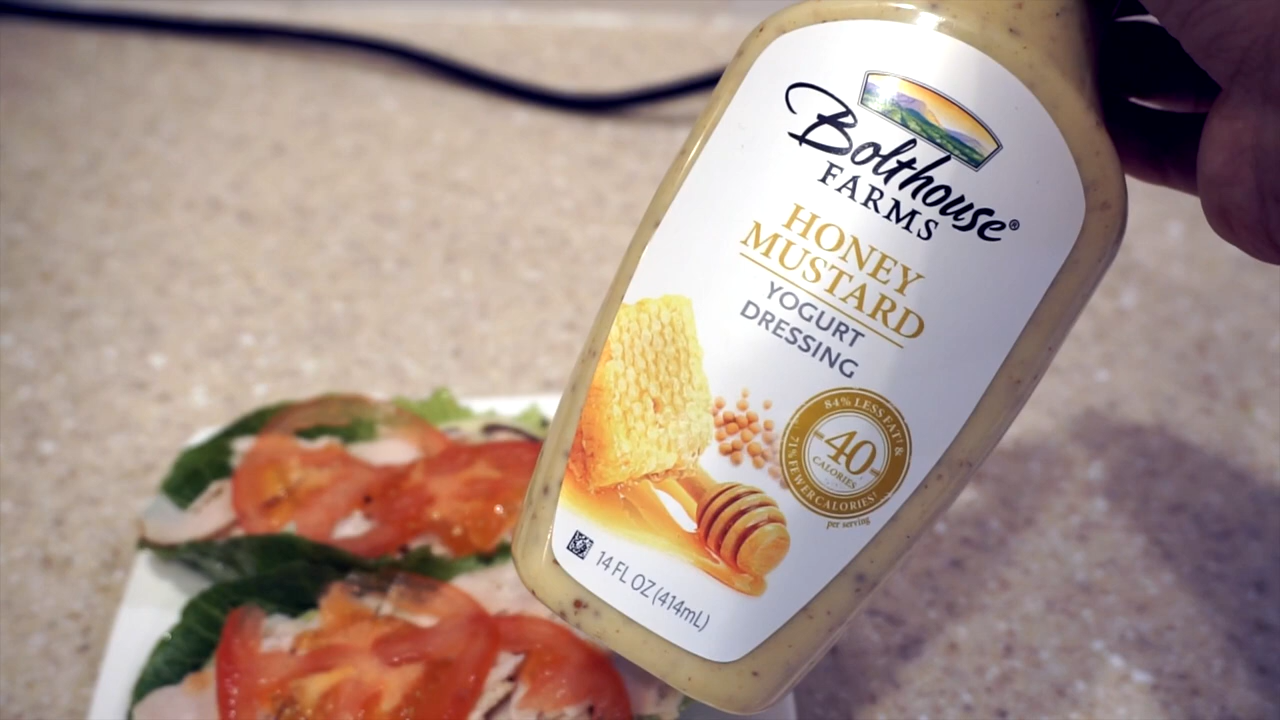 Bolthouse®
FARMS
HONEY
MUSTARD
YOGURT
DRESSING
84% LESS FAT† &
71% FEWER CALORIES†
40
CALORIES
per serving
14 FL OZ (414mL)